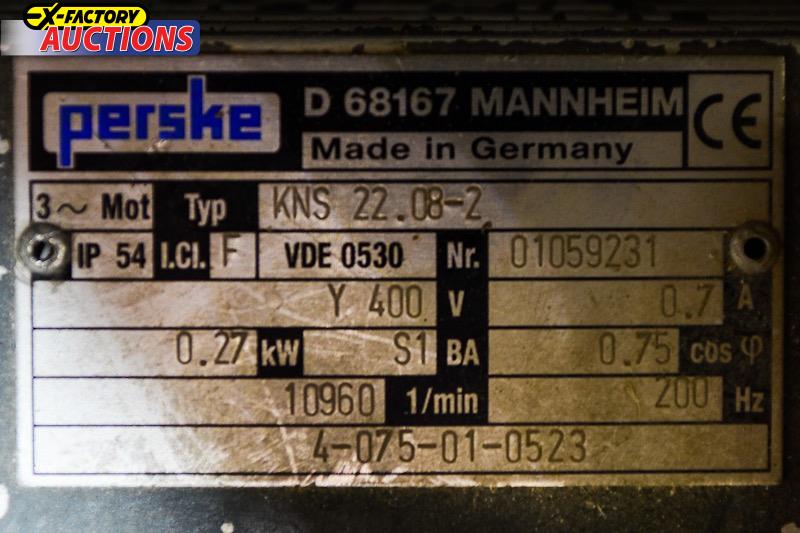 X-FACTORY
AUCTIONS
perske
D 68167 MANNHEIM
Made in Germany
CE
3~ Mot Typ KNS 22.08-2
IP 54 I.Cl. F VDE 0530 Nr. 01059231
Y 400 V 0.7 A
0.27 kW S1 BA 0.75 cos φ
10960 1/min 200 Hz
4-075-01-0523